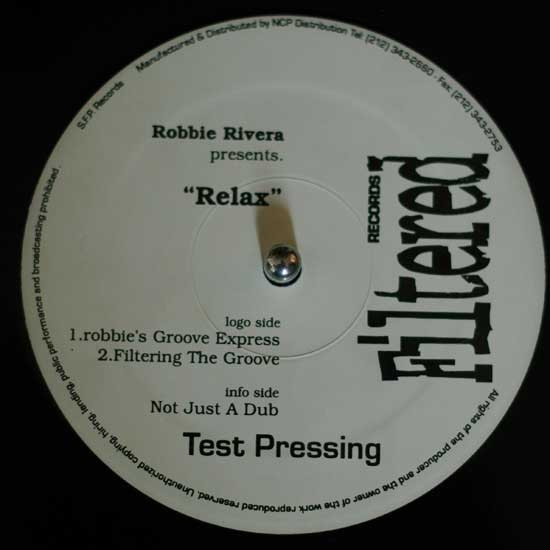 S.F.P. Records
Manufactured & Distributed by NCP Distribution Tel: (212) 343-2660 - Fax: (212) 343-2753
Robbie Rivera
presents.
“Relax”
RECORDS
Filtered
logo side
1.robbie's Groove Express
2.Filtering The Groove
info side
Not Just A Dub
Test Pressing
All rights of the producer and the owner of the work reproduced reserved. Unauthorized copying, hiring, lending, public performance and broadcasting prohibited.